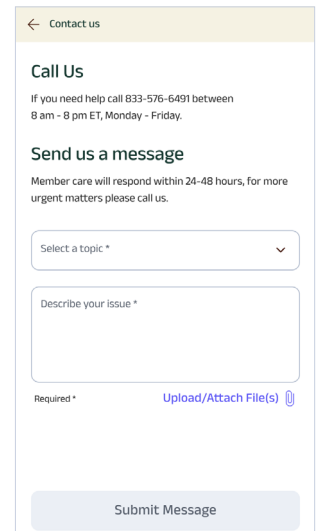 Contact us
Call Us
If you need help call 833-576-6491 between
8 am - 8 pm ET, Monday - Friday.
Send us a message
Member care will respond within 24-48 hours, for more
urgent matters please call us.
Select a topic *
Describe your issue *
Required * Upload/Attach File(s)
Submit Message